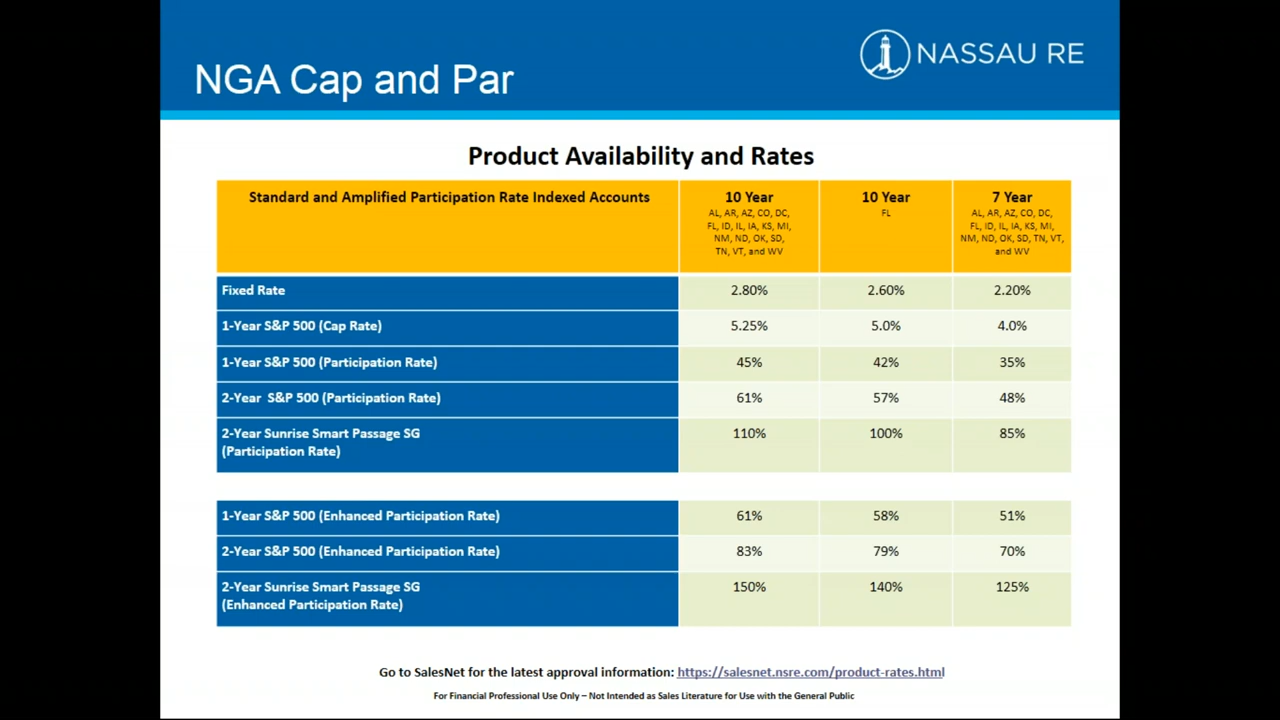 NASSAU RE
NGA Cap and Par
Product Availability and Rates
Standard and Amplified Participation Rate Indexed Accounts
10 Year
AL, AR, AZ, CO, DC,
FL, ID, IL, IA, KS, MI,
NM, ND, OK, SD,
TN, VT, and WV
10 Year
FL
7 Year
AL, AR, AZ, CO, DC,
FL, ID, IL, IA, KS, MI,
NM, ND, OK, SD, TN, VT,
and WV
Fixed Rate 2.80% 2.60% 2.20%
1-Year S&P 500 (Cap Rate) 5.25% 5.0% 4.0%
1-Year S&P 500 (Participation Rate) 45% 42% 35%
2-Year S&P 500 (Participation Rate) 61% 57% 48%
2-Year Sunrise Smart Passage SG 110% 100% 85%
(Participation Rate)
1-Year S&P 500 (Enhanced Participation Rate) 61% 58% 51%
2-Year S&P 500 (Enhanced Participation Rate) 83% 79% 70%
2-Year Sunrise Smart Passage SG 150% 140% 125%
(Enhanced Participation Rate)
Go to SalesNet for the latest approval information: https://salesnet.nsre.com/product-rates.html
For Financial Professional Use Only – Not Intended as Sales Literature for Use with the General Public